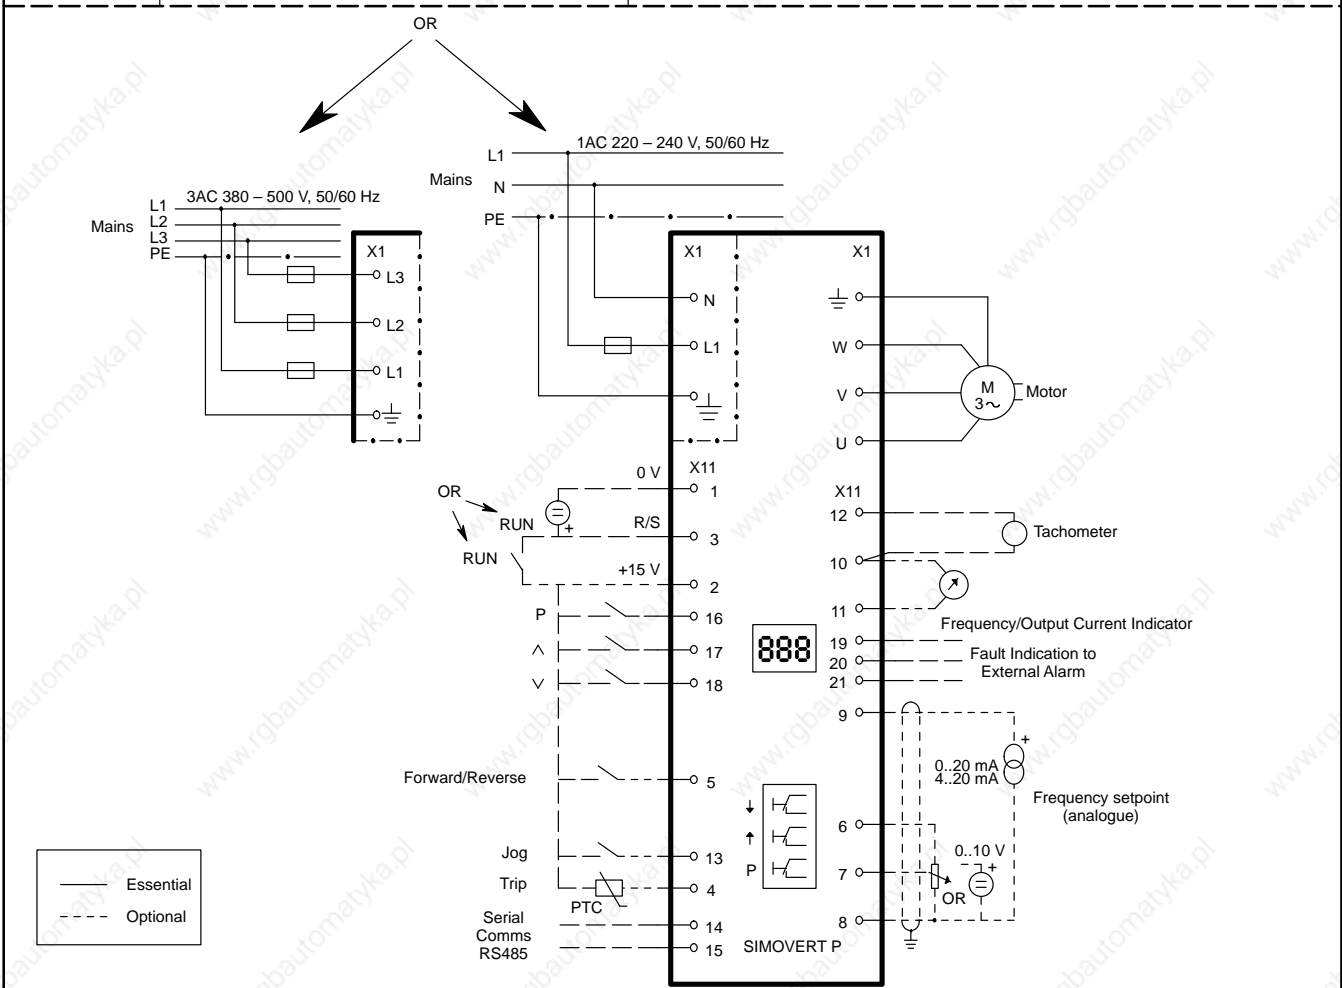 OR
1AC 220 – 240 V, 50/60 Hz
L1
Mains
N
PE
3AC 380 – 500 V, 50/60 Hz
L1
L2
Mains
L3
PE
X1
L3
L2
L1
X1
X1
N
L1
W
V
U
M
3~
Motor
X11
0 V
1
OR
RUN
+
R/S
3
RUN
+15 V
2
P
16
17
18
Forward/Reverse
5
Jog
13
Trip
4
PTC
Serial
Comms
RS485
14
15
SIMOVERT P
888
P
X11
12
Tachometer
10
11
Frequency/Output Current Indicator
19
20
21
Fault Indication to
External Alarm
9
+
0..20 mA
4..20 mA
Frequency setpoint
(analogue)
6
0..10 V
7
+
OR
8
Essential
Optional
www.rgbautomatyka.pl